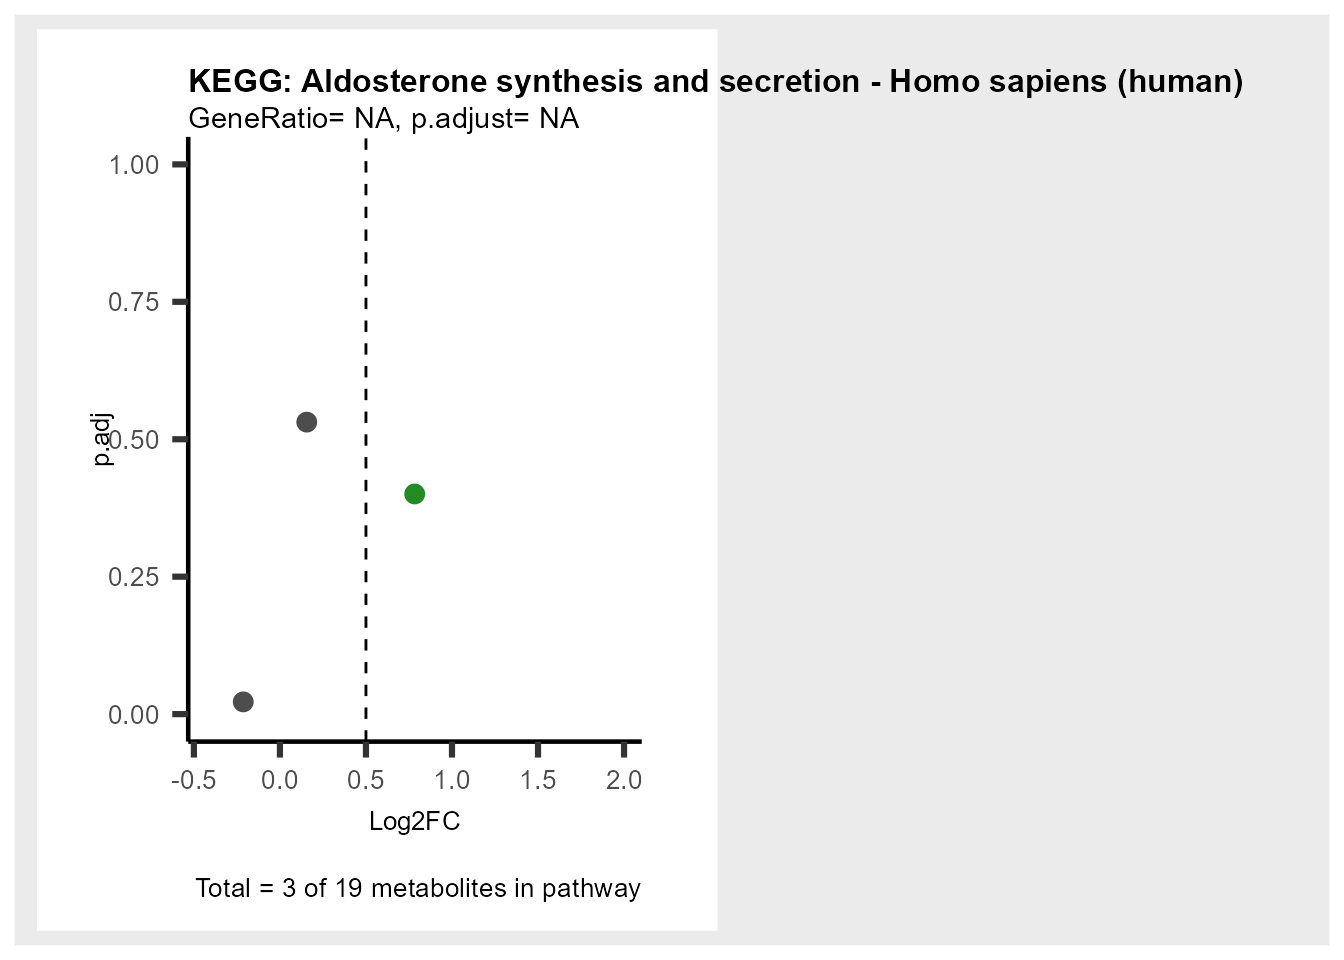 KEGG: Aldosterone synthesis and secretion - Homo sapiens (human)
GeneRatio= NA, p.adjust= NA
1.00
0.75
p.adj
0.50
0.25
0.00
-0.5 0.0 0.5 1.0 1.5 2.0
Log2FC
Total = 3 of 19 metabolites in pathway